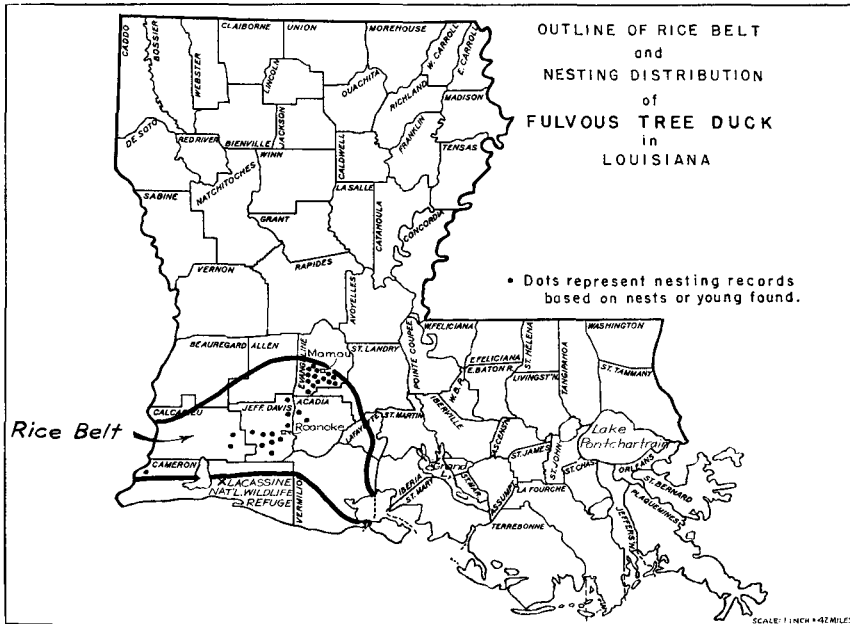 OUTLINE OF RICE BELT
and
NESTING DISTRIBUTION
of
FULVOUS TREE DUCK
in
LOUISIANA
• Dots represent nesting records
based on nests or young found.
CADDO
BOSSIER
WEBSTER
CLAIBORNE
UNION
MOREHOUSE
W. CARROLL
E. CARROLL
LINCOLN
OUACHITA
RICHLAND
MADISON
DE SOTO
RED RIVER
BIENVILLE
JACKSON
CALDWELL
FRANKLIN
TENSAS
NATCHITOCHES
WINN
SABINE
GRANT
LA SALLE
CATAHOULA
CONCORDIA
VERNON
RAPIDES
AVOYELLES
BEAUREGARD
ALLEN
EVANGELINE
Mamou
ST. LANDRY
POINTE COUPEE
W. FELICIANA
E. FELICIANA
ST. HELENA
TANGIPAHOA
WASHINGTON
ST. TAMMANY
W. B. R.
E. BATON R.
LIVINGST'N.
CALCASIEU
JEFF. DAVIS
ACADIA
Roanoke
LAFAYETTE
ST. MARTIN
IBERVILLE
ASCENSN
ST. JAMES
ST. JOHN
ST. CHAS.
Lake
Pontchartrain
ORLEANS
ST. BERNARD
PLAQUEMINES
Rice Belt
CAMERON
X LACASSINE
NAT'L. WILDLIFE
REFUGE
VERMILION
IBERIA
ST. MARY
Grand
L.
ASSUMPT.
LA FOURCHE
TERREBONNE
JEFFERSN
SCALE: 1 INCH = 42 MILES